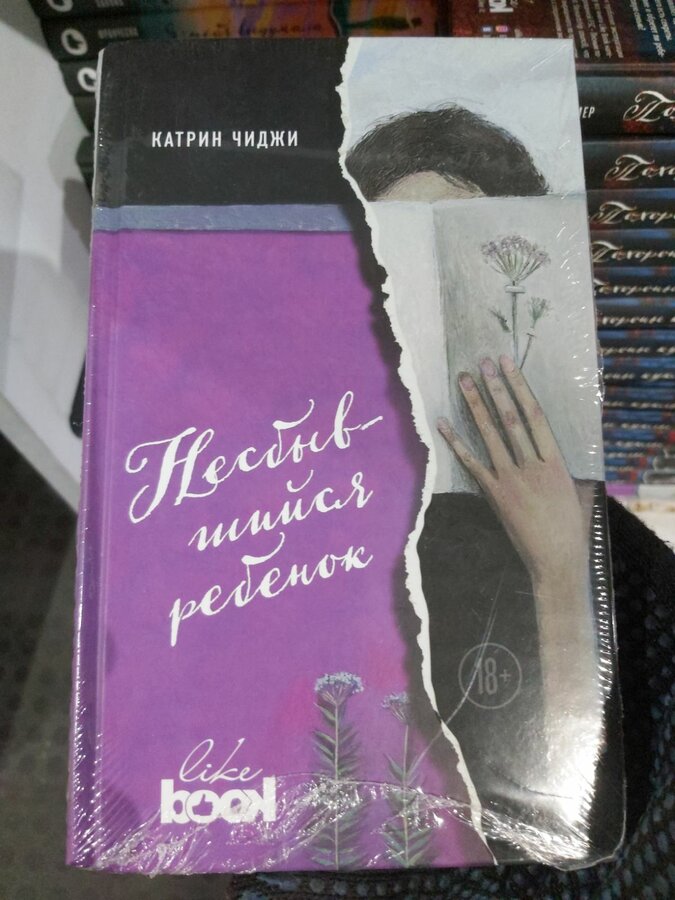 КАТРИН ЧИДЖИ
Несбыв-
шийся
ребенок
18+
like
book